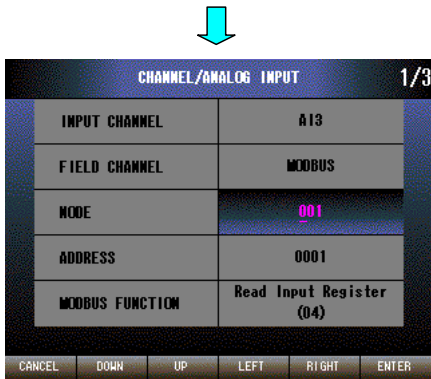 CHANNEL/ANALOG INPUT 1/3
INPUT CHANNEL AI3
FIELD CHANNEL MODBUS
NODE 001
ADDRESS 0001
MODBUS FUNCTION Read Input Register
(04)
CANCEL DOWN UP LEFT RIGHT ENTER